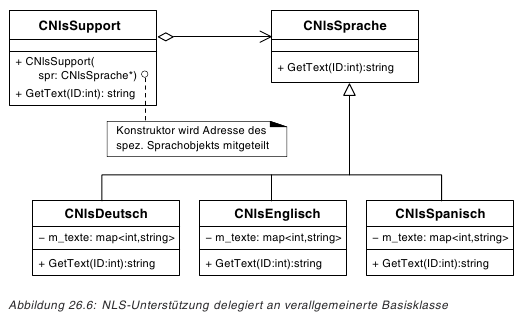 CNlsSupport
+ CNlsSupport(
spr: CNlsSprache*)
+ GetText(ID:int): string
CNlsSprache
+ GetText(ID:int):string
Konstruktor wird Adresse des
spez. Sprachobjekts mitgeteilt
CNlsDeutsch
– m_texte: map<int,string>
+ GetText(ID:int):string
CNlsEnglisch
– m_texte: map<int,string>
+ GetText(ID:int):string
CNlsSpanisch
– m_texte: map<int,string>
+ GetText(ID:int):string
Abbildung 26.6: NLS-Unterstützung delegiert an verallgemeinerte Basisklasse